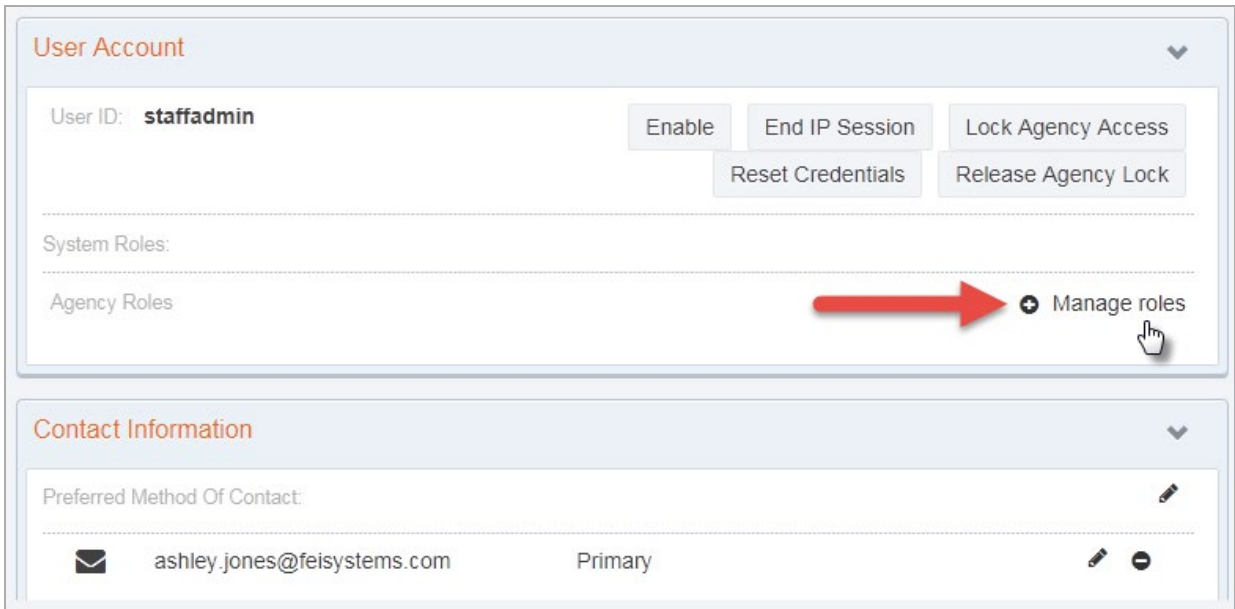 User Account
User ID: staffadmin
Enable End IP Session Lock Agency Access
Reset Credentials Release Agency Lock
System Roles:
Agency Roles Manage roles
Contact Information
Preferred Method Of Contact:
ashley.jones@feisystems.com Primary